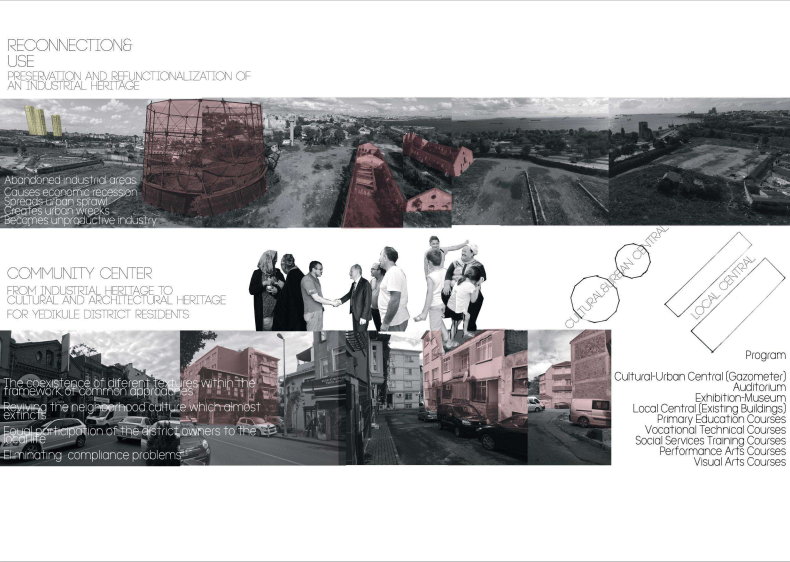 RECONNECTION&
USE
PRESERVATION AND REFUNCTIONALIZATION OF
AN INDUSTRIAL HERITAGE
Abandoned industrial areas
Causes economic recession
Spreads urban sprawl
Creates urban wrecks
Becomes unproductive industry
COMMUNITY CENTER
FROM INDUSTRIAL HERITAGE TO
CULTURAL AND ARCHITECTURAL HERITAGE
FOR YEDIKULE DISTRICT RESIDENTS
CULTURAL&URBAN CENTRAL
LOCAL CENTRAL
The coexistence of diferent textures within the
framework of common approaches
Reviving the neighborhood culture which almost
extincts
Equal participation of the district owners to the
local life
Eliminating compliance problems
Program
Cultural-Urban Central (Gazometer)
Auditorium
Exhibition-Museum
Local Central (Existing Buildings)
Primary Education Courses
Vocational Technical Courses
Social Services Training Courses
Performance Arts Courses
Visual Arts Courses